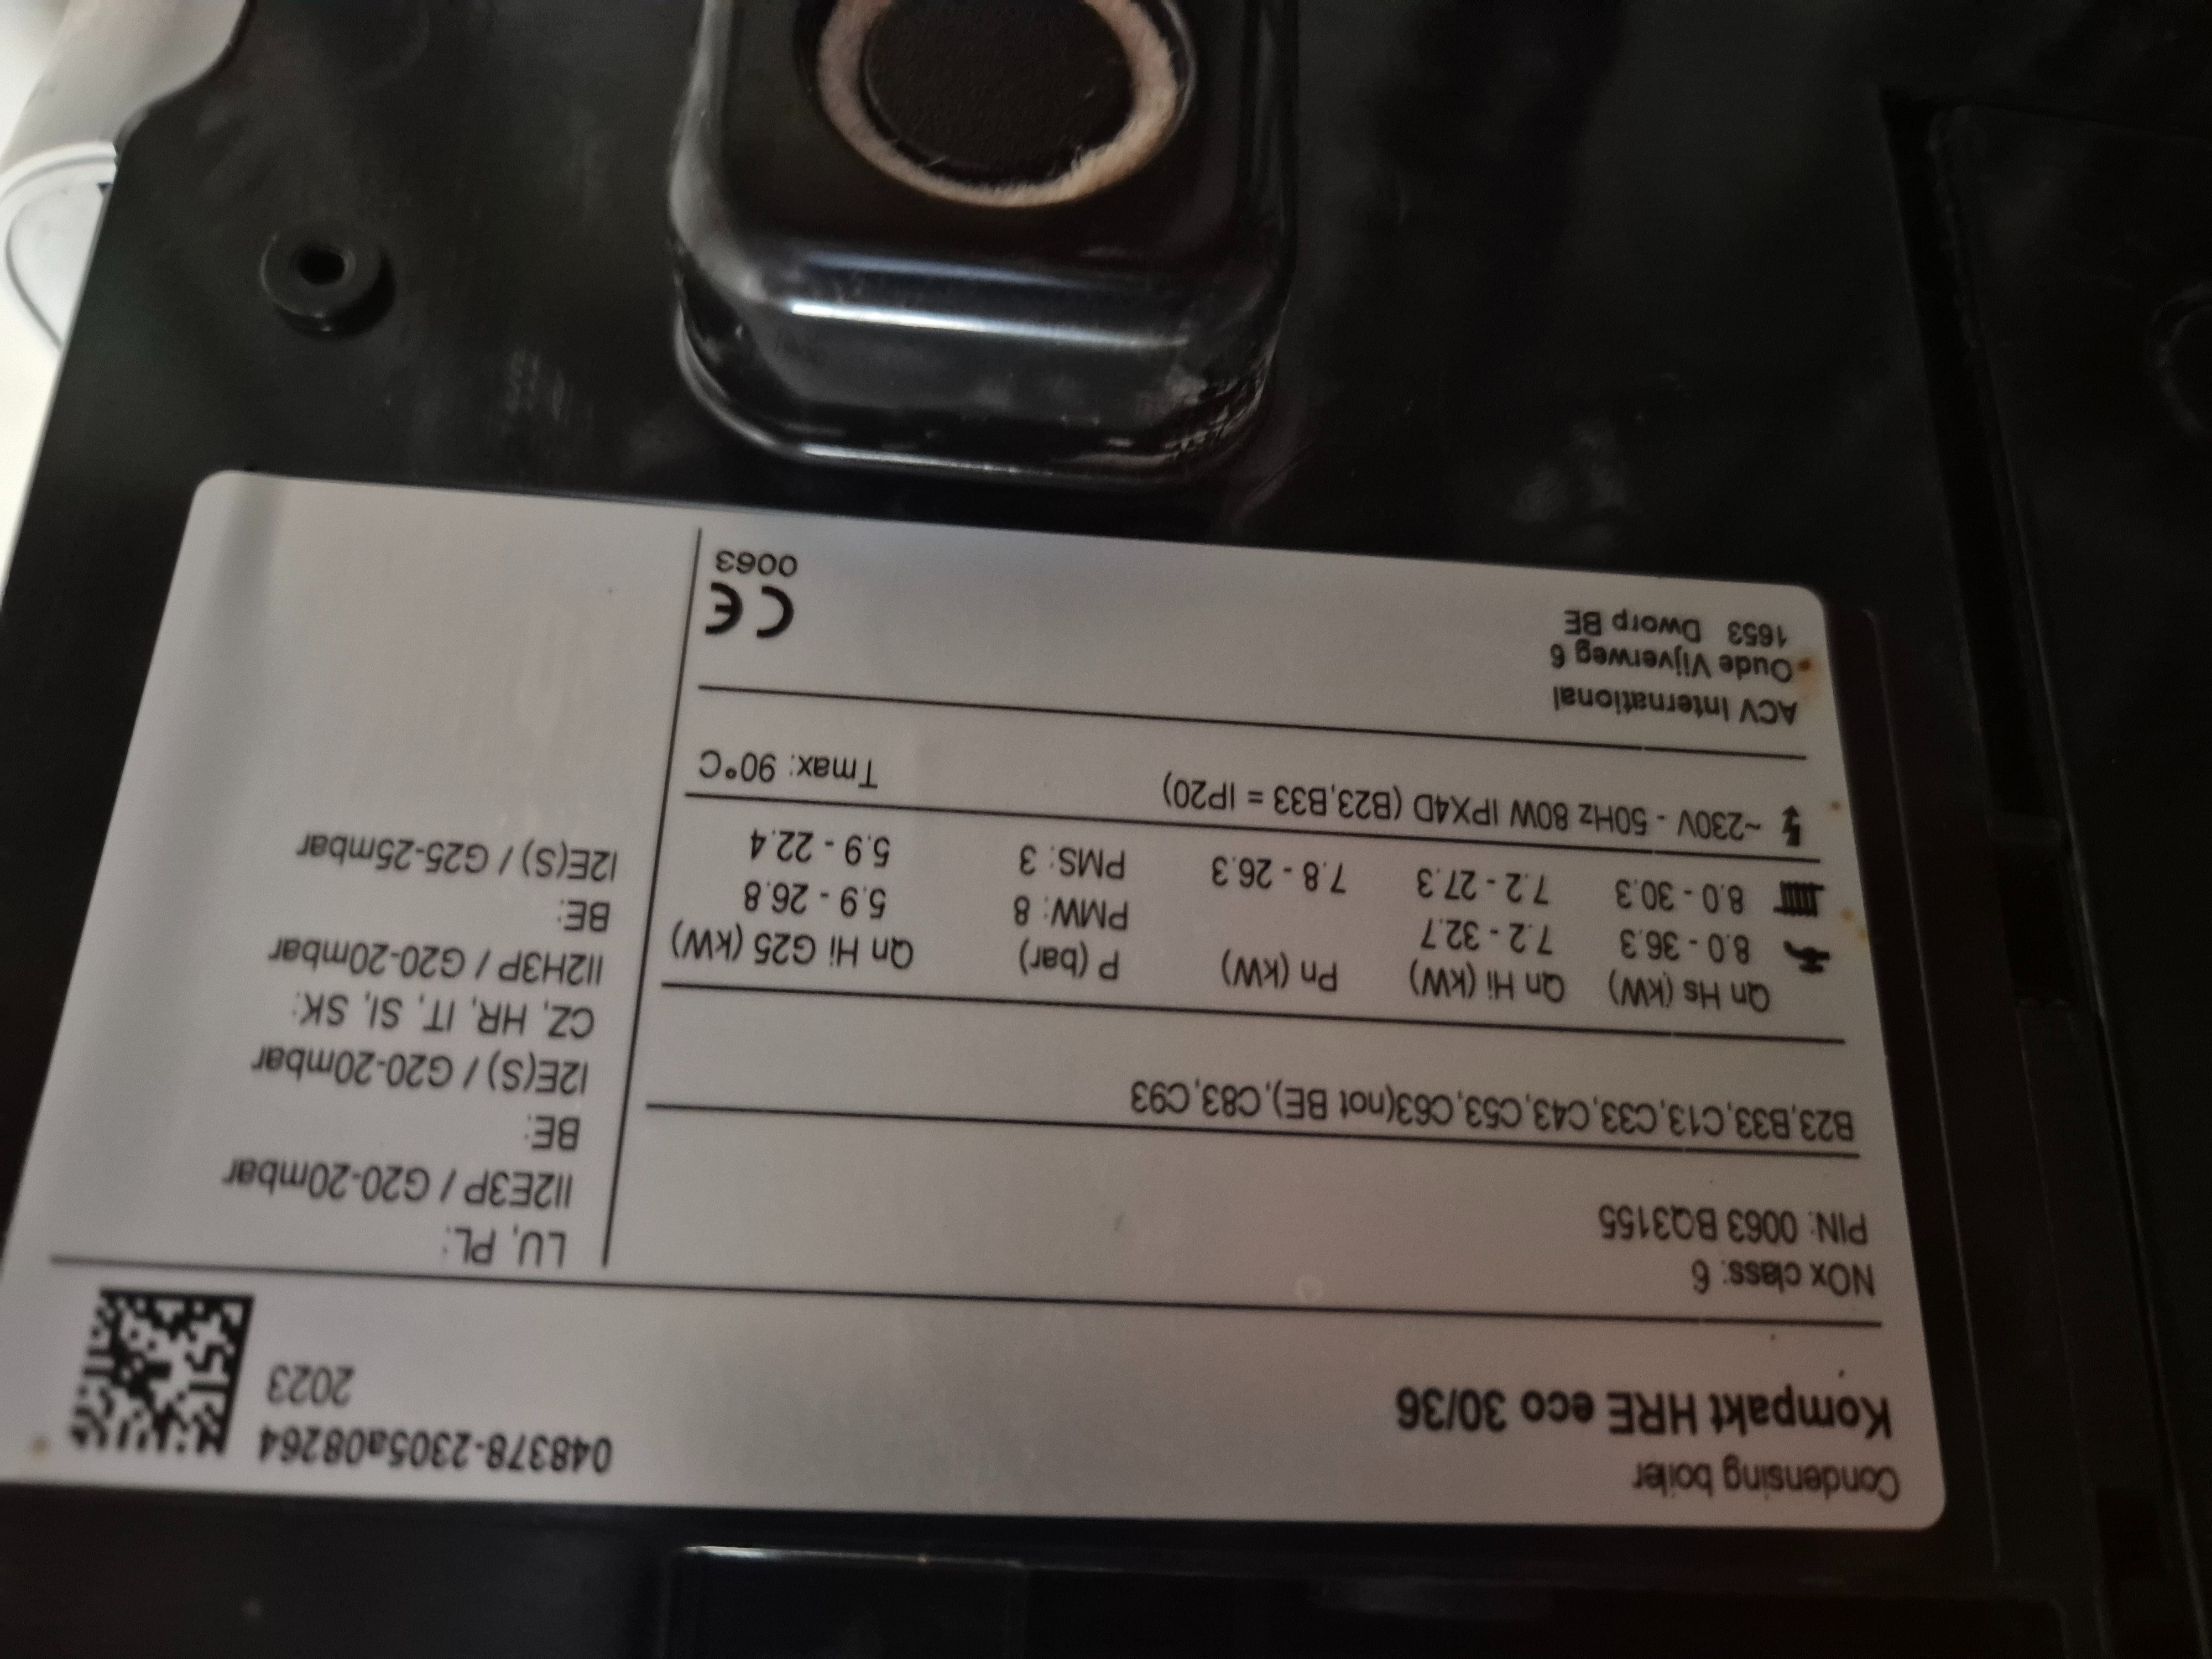 Condensing boiler
Kompakt HRE eco 30/36
048378-2305a08264
2023
NOx class: 6
PIN: 0063 BQ3155
B23,B33,C13,C33,C43,C53,C63(not BE),C83,C93
Qn Hs (kW) Qn Hi (kW) Pn (kW) P (bar) Qn Hi G25 (kW)
8.0 - 36.3 7.2 - 32.7 PMW: 8 5.9 - 26.8
8.0 - 30.3 7.2 - 27.3 7.8 - 26.3 PMS: 3 5.9 - 22.4
~230V - 50Hz 80W IPX4D (B23,B33 = IP20) Tmax: 90°C
ACV International
Oude Vijverweg 6
1653 Dworp BE
CE
0063
LU, PL:
II2E3P / G20-20mbar
BE:
I2E(S) / G20-20mbar
CZ, HR, IT, SI, SK:
II2H3P / G20-20mbar
BE:
I2E(S) / G25-25mbar